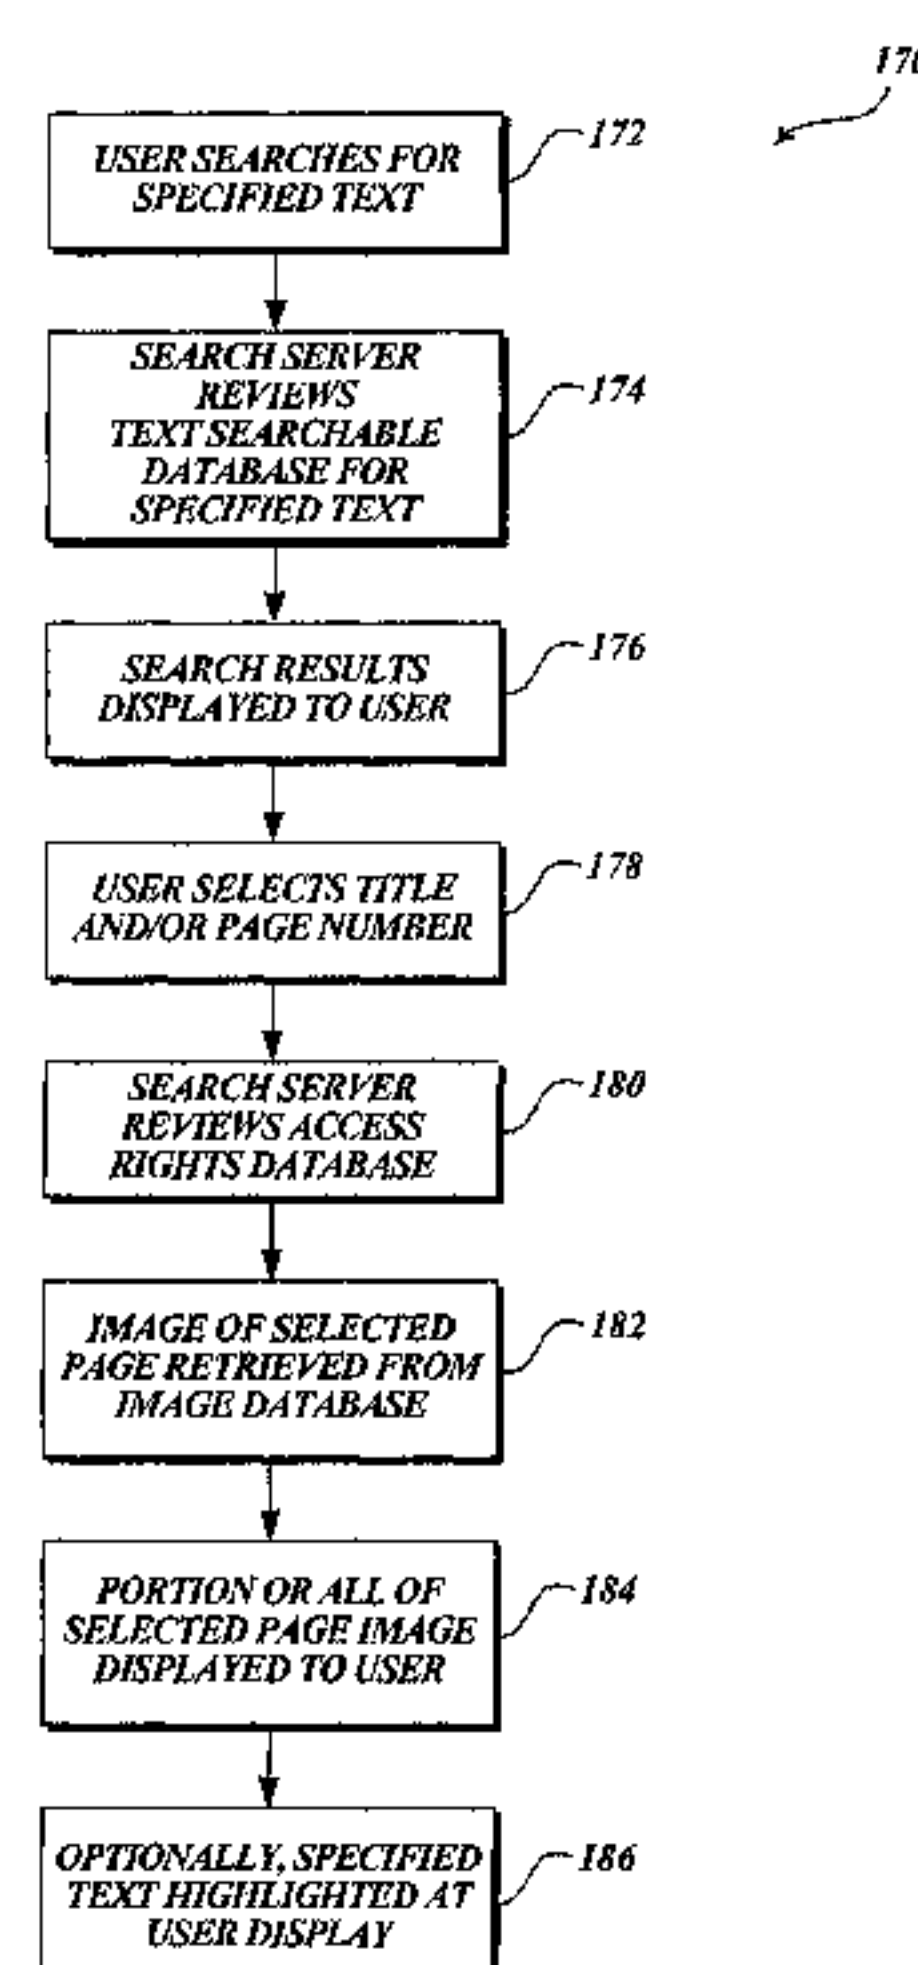 170
USER SEARCHES FOR
SPECIFIED TEXT
172
SEARCH SERVER
REVIEWS
TEXT SEARCHABLE
DATABASE FOR
SPECIFIED TEXT
174
SEARCH RESULTS
DISPLAYED TO USER
176
USER SELECTS TITLE
AND/OR PAGE NUMBER
178
SEARCH SERVER
REVIEWS ACCESS
RIGHTS DATABASE
180
IMAGE OF SELECTED
PAGE RETRIEVED FROM
IMAGE DATABASE
182
PORTION OR ALL OF
SELECTED PAGE IMAGE
DISPLAYED TO USER
184
OPTIONALLY, SPECIFIED
TEXT HIGHLIGHTED AT
USER DISPLAY
186